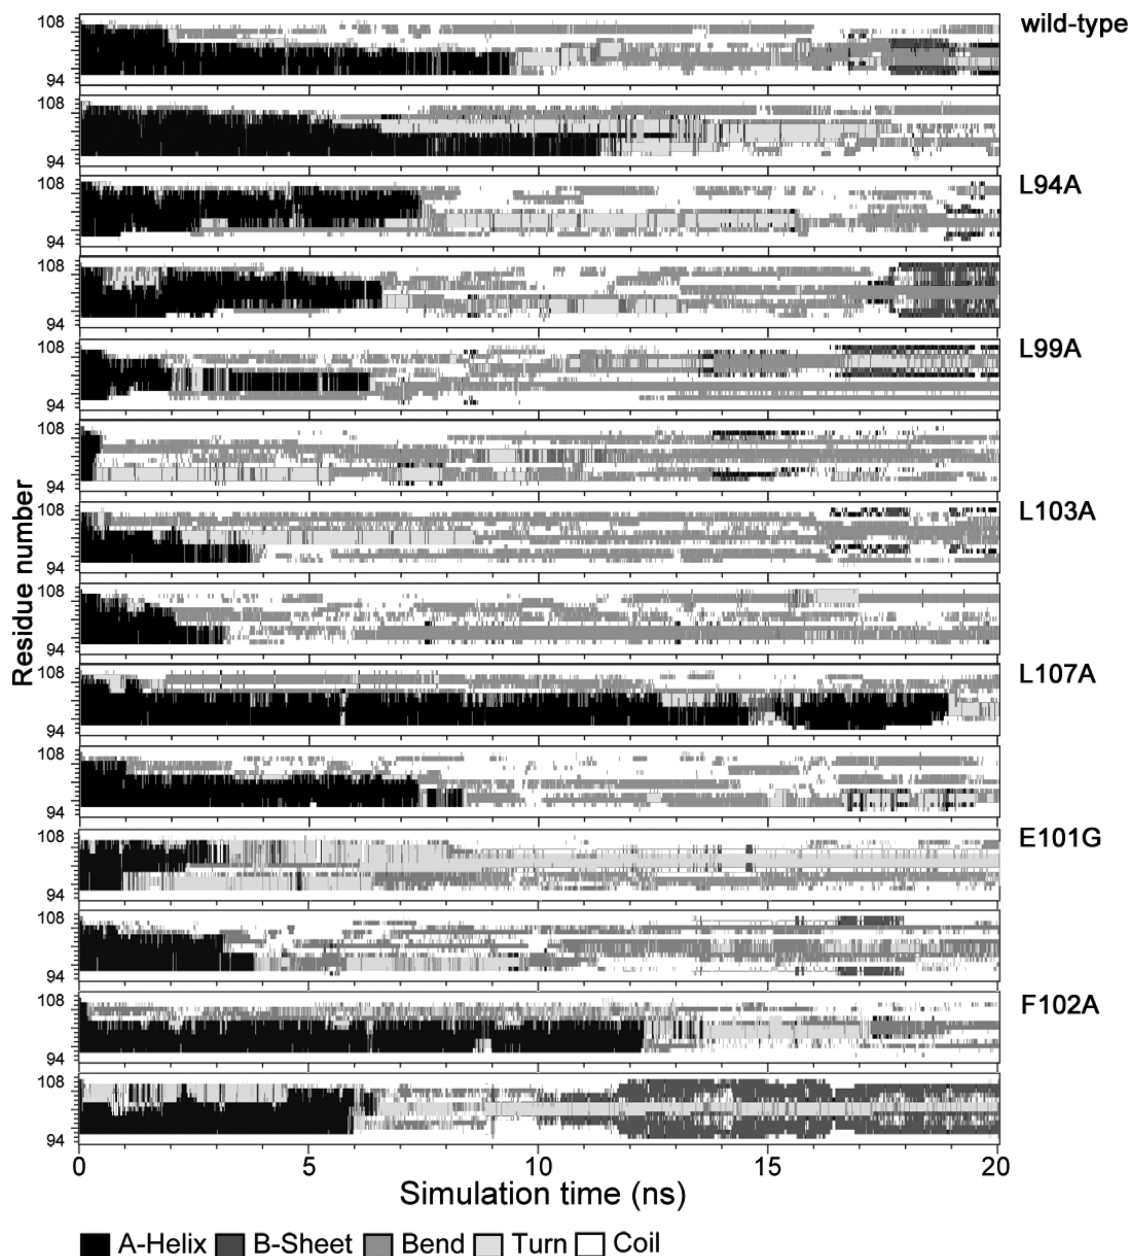 108 wild-type
94
108
94
108 L94A
94
108
94
108 L99A
94
108
94
108 L103A
94
108
94
108 L107A
94
108
94
108 E101G
94
108
94
108 F102A
94
108
94
Residue number
0 5 10 15 20
Simulation time (ns)
A-Helix B-Sheet Bend Turn Coil